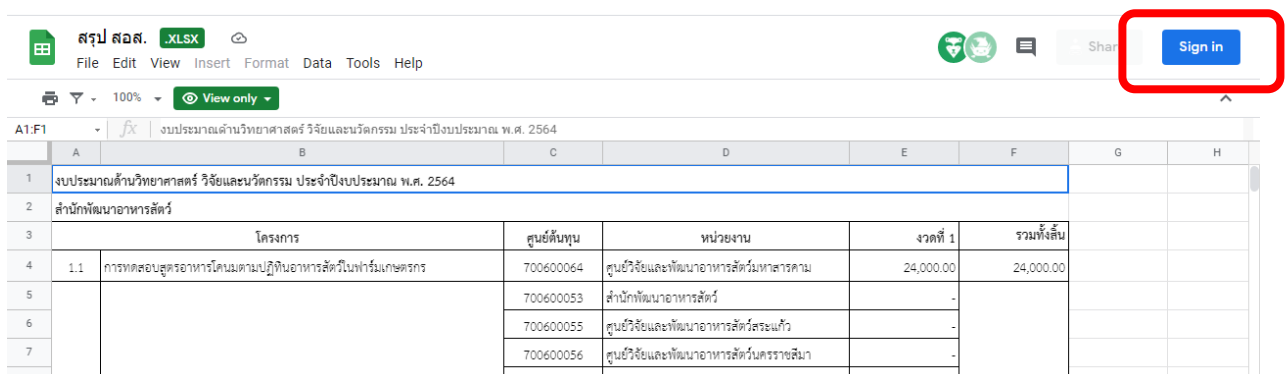 สรุป สอส. .XLSX
File Edit View Insert Format Data Tools Help
Share Sign in
100% View only
A1:F1 fx งบประมาณด้านวิทยาศาสตร์ วิจัยและนวัตกรรม ประจำปีงบประมาณ พ.ศ. 2564
A B C D E F G H
1 งบประมาณด้านวิทยาศาสตร์ วิจัยและนวัตกรรม ประจำปีงบประมาณ พ.ศ. 2564
2 สำนักพัฒนาอาหารสัตว์
3 โครงการ ศูนย์ต้นทุน หน่วยงาน งวดที่ 1 รวมทั้งสิ้น
4 1.1 การทดสอบสูตรอาหารโคนมตามปฏิทินอาหารสัตว์ในฟาร์มเกษตรกร 700600064 ศูนย์วิจัยและพัฒนาอาหารสัตว์มหาสารคาม 24,000.00 24,000.00
5 700600053 สำนักพัฒนาอาหารสัตว์ -
6 700600055 ศูนย์วิจัยและพัฒนาอาหารสัตว์สระแก้ว -
7 700600056 ศูนย์วิจัยและพัฒนาอาหารสัตว์นครราชสีมา -